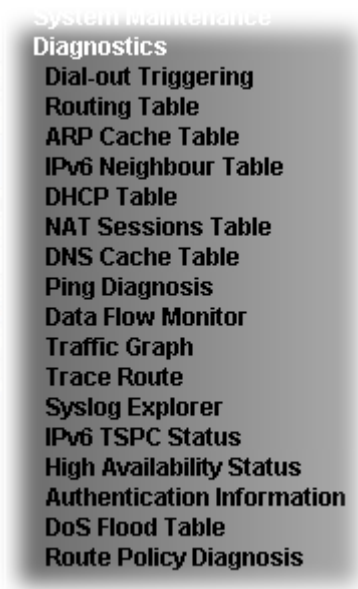 System Maintenance
Diagnostics
Dial-out Triggering
Routing Table
ARP Cache Table
IPv6 Neighbour Table
DHCP Table
NAT Sessions Table
DNS Cache Table
Ping Diagnosis
Data Flow Monitor
Traffic Graph
Trace Route
Syslog Explorer
IPv6 TSPC Status
High Availability Status
Authentication Information
DoS Flood Table
Route Policy Diagnosis